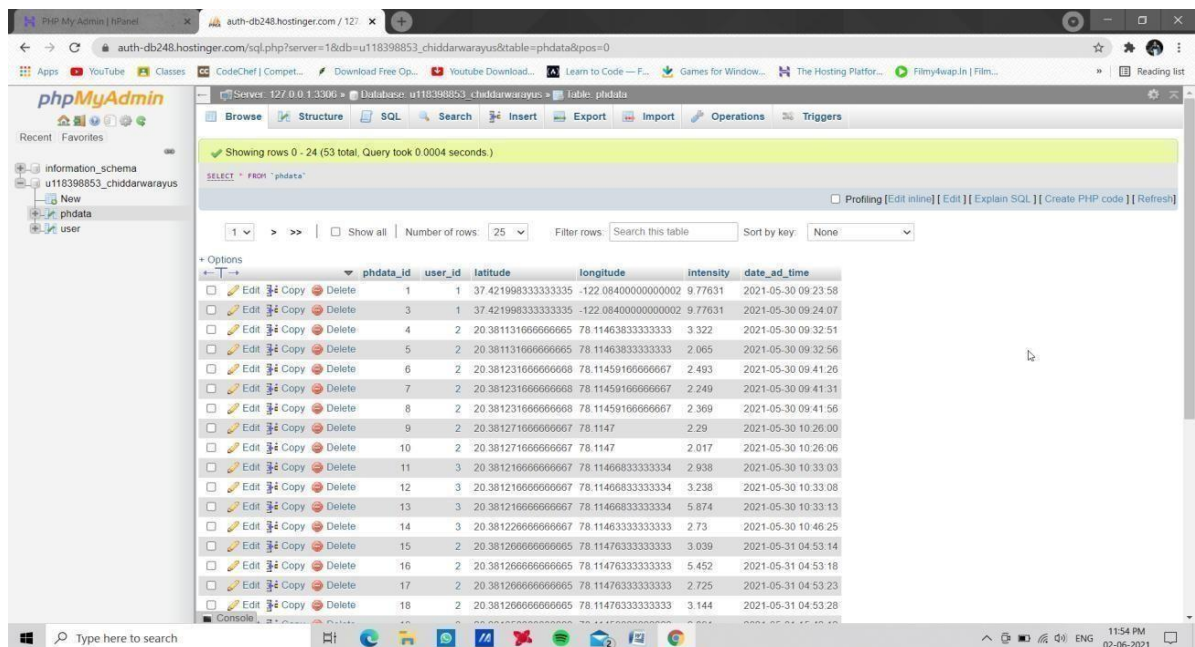 PHP My Admin | hPanel
auth-db248.hostinger.com / 127
auth-db248.hostinger.com/sql.php?server=1&db=u118398853_chiddarwarayus&table=phdata&pos=0
Apps YouTube Classes CodeChef | Compet... Download Free Op... Youtube Download... Learn to Code — F... Games for Window... The Hosting Platfor... Filmy4wap.In | Film... » Reading list
phpMyAdmin
Recent Favorites
information_schema
u118398853_chiddarwarayus
New
phdata
user
Server: 127.0.0.1:3306 » Database: u118398853_chiddarwarayus » Table: phdata
Browse Structure SQL Search Insert Export Import Operations Triggers
Showing rows 0 - 24 (53 total, Query took 0.0004 seconds.)
SELECT * FROM `phdata`
Profiling [Edit inline] [ Edit ] [ Explain SQL ] [ Create PHP code ] [ Refresh]
1 > >> Show all Number of rows: 25 Filter rows: Search this table Sort by key: None
+ Options
←T→ phdata_id user_id latitude longitude intensity date_ad_time
Edit Copy Delete 1 1 37.421998333333335 -122.08400000000002 9.77631 2021-05-30 09:23:58
Edit Copy Delete 3 1 37.421998333333335 -122.08400000000002 9.77631 2021-05-30 09:24:07
Edit Copy Delete 4 2 20.381131666666665 78.11463833333333 3.322 2021-05-30 09:32:51
Edit Copy Delete 5 2 20.381131666666665 78.11463833333333 2.065 2021-05-30 09:32:56
Edit Copy Delete 6 2 20.381231666666668 78.11459166666667 2.493 2021-05-30 09:41:26
Edit Copy Delete 7 2 20.381231666666668 78.11459166666667 2.249 2021-05-30 09:41:31
Edit Copy Delete 8 2 20.381231666666668 78.11459166666667 2.369 2021-05-30 09:41:56
Edit Copy Delete 9 2 20.381271666666667 78.1147 2.29 2021-05-30 10:26:00
Edit Copy Delete 10 2 20.381271666666667 78.1147 2.017 2021-05-30 10:26:06
Edit Copy Delete 11 3 20.381216666666667 78.11466833333334 2.938 2021-05-30 10:33:03
Edit Copy Delete 12 3 20.381216666666667 78.11466833333334 3.238 2021-05-30 10:33:08
Edit Copy Delete 13 3 20.381216666666667 78.11466833333334 5.874 2021-05-30 10:33:13
Edit Copy Delete 14 3 20.381226666666667 78.11463333333333 2.73 2021-05-30 10:46:25
Edit Copy Delete 15 2 20.381266666666665 78.11476333333333 3.039 2021-05-31 04:53:14
Edit Copy Delete 16 2 20.381266666666665 78.11476333333333 5.452 2021-05-31 04:53:18
Edit Copy Delete 17 2 20.381266666666665 78.11476333333333 2.725 2021-05-31 04:53:23
Edit Copy Delete 18 2 20.381266666666665 78.11476333333333 3.144 2021-05-31 04:53:28
Console
Type here to search
ENG 11:54 PM
02-06-2021